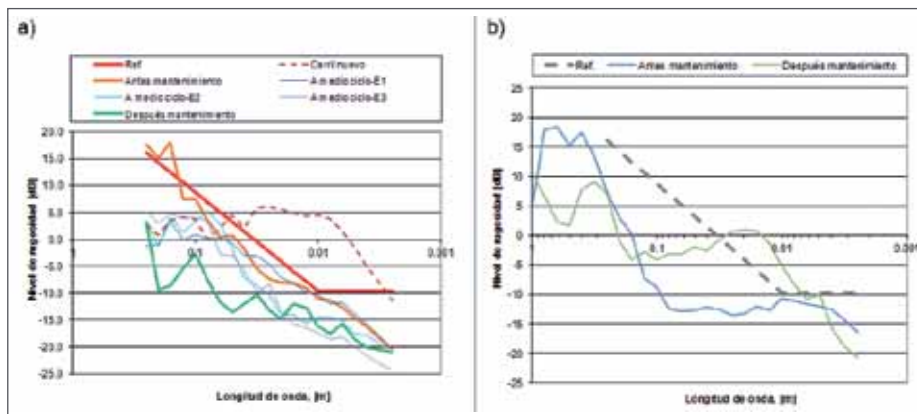 a)
Ref.
Carril nuevo
Antes mantenimiento
A medio ciclo-E1
A medio ciclo-E2
A medio ciclo-E3
Después mantenimiento
Nivel de rugosidad [dB]
20.0
15.0
10.0
5.0
0.0
-5.0
-10.0
-15.0
-20.0
-25.0
1
0.1
0.01
0.001
Longitud de onda, [m]
b)
Ref.
Antes mantenimiento
Después mantenimiento
Nivel de rugosidad [dB]
25
20
15
10
5
0
-5
-10
-15
-20
-25
0.1
0.01
0.001
Longitud de onda, [m]